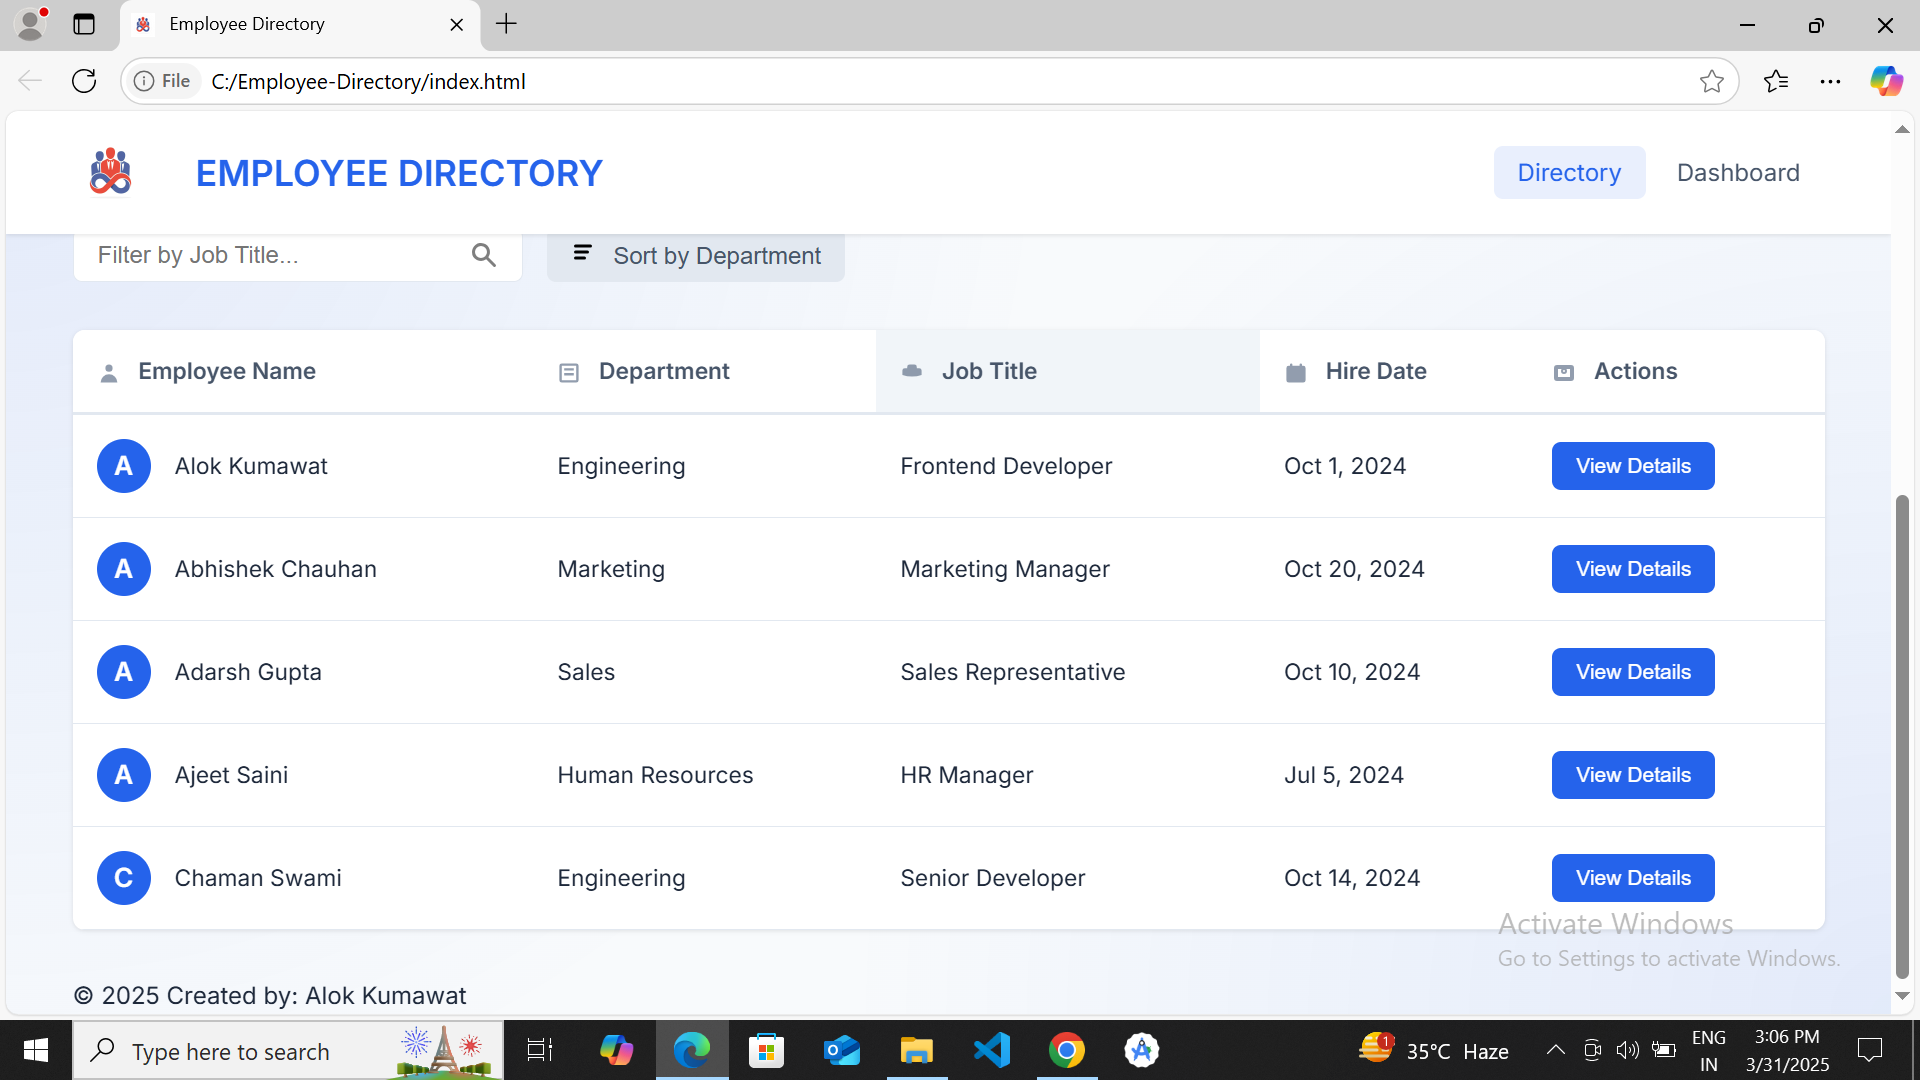 Employee Directory
File C:/Employee-Directory/index.html
EMPLOYEE DIRECTORY Directory Dashboard
Filter by Job Title... Sort by Department
Employee Name Department Job Title Hire Date Actions
A Alok Kumawat Engineering Frontend Developer Oct 1, 2024 View Details
A Abhishek Chauhan Marketing Marketing Manager Oct 20, 2024 View Details
A Adarsh Gupta Sales Sales Representative Oct 10, 2024 View Details
A Ajeet Saini Human Resources HR Manager Jul 5, 2024 View Details
C Chaman Swami Engineering Senior Developer Oct 14, 2024 View Details
Activate Windows
Go to Settings to activate Windows.
© 2025 Created by: Alok Kumawat
Type here to search 1 35°C Haze ENG IN 3:06 PM 3/31/2025